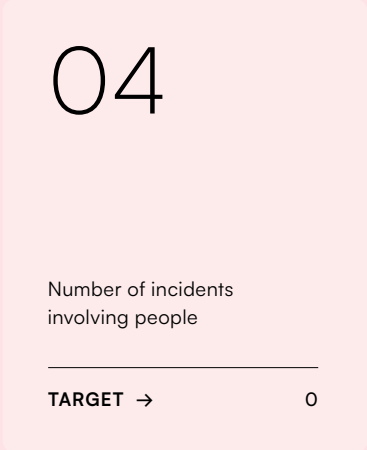 04
Number of incidents
involving people
TARGET → 0